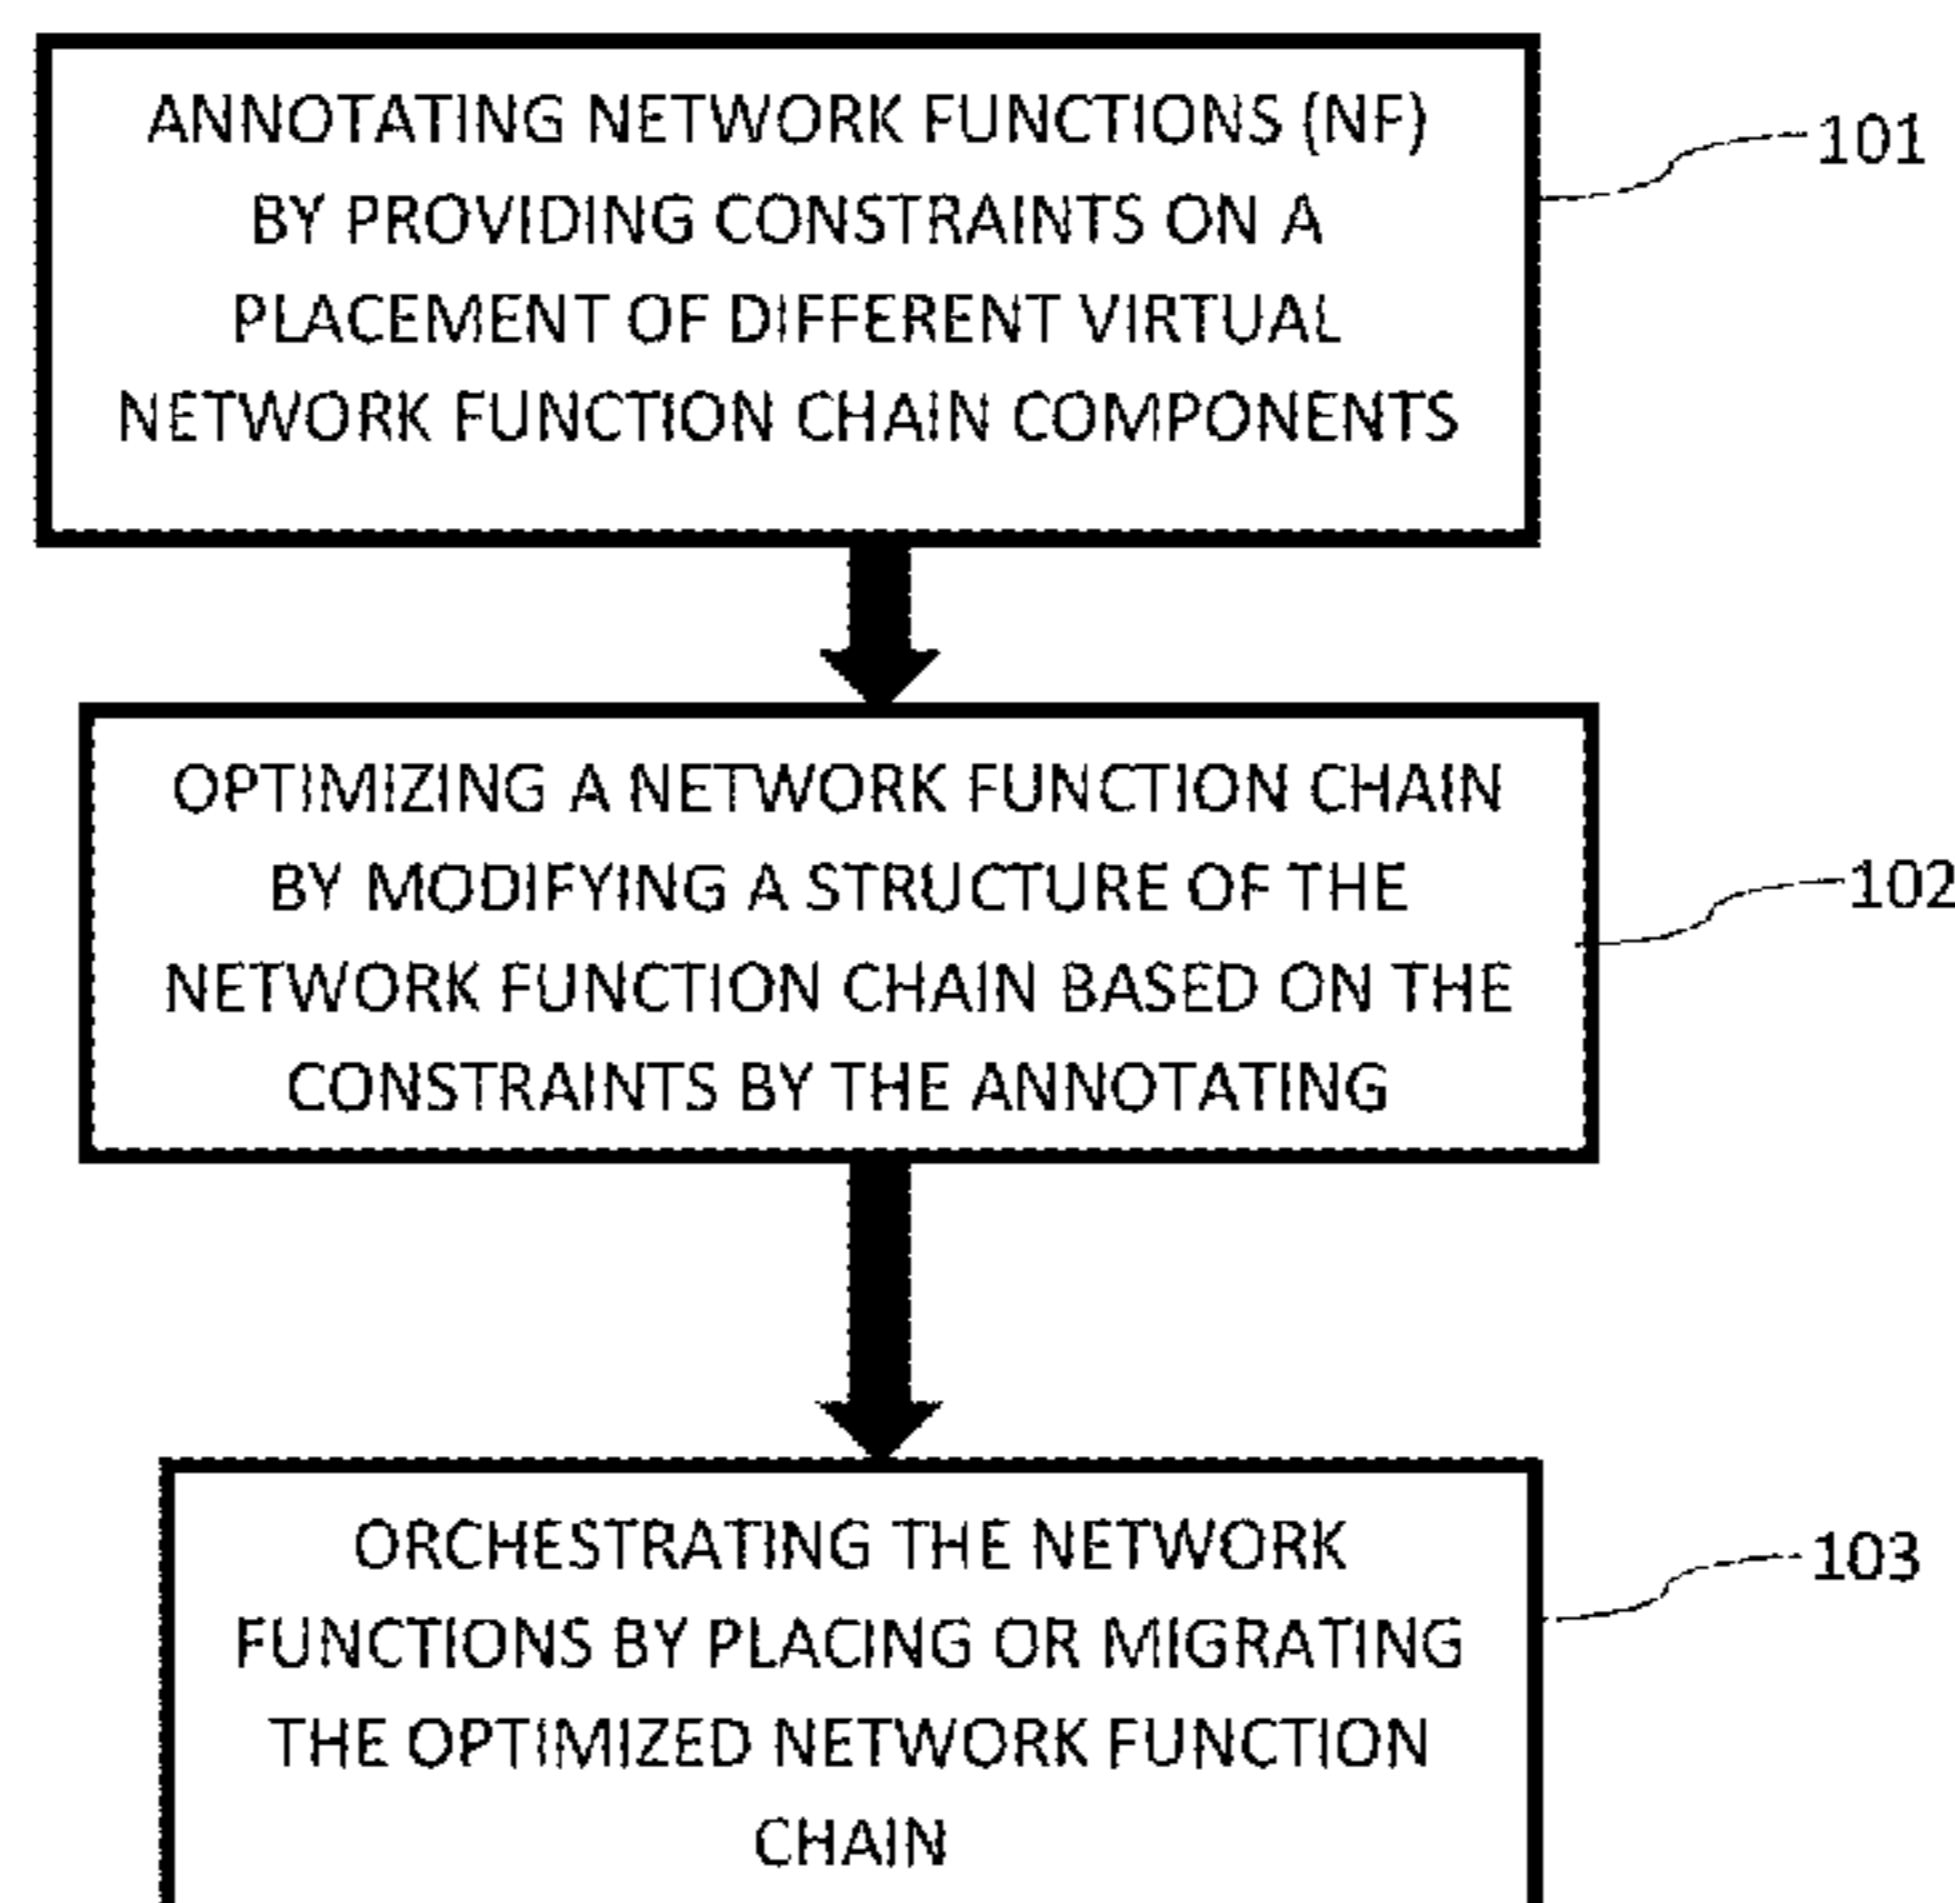 ANNOTATING NETWORK FUNCTIONS (NF)
BY PROVIDING CONSTRAINTS ON A
PLACEMENT OF DIFFERENT VIRTUAL
NETWORK FUNCTION CHAIN COMPONENTS
101
OPTIMIZING A NETWORK FUNCTION CHAIN
BY MODIFYING A STRUCTURE OF THE
NETWORK FUNCTION CHAIN BASED ON THE
CONSTRAINTS BY THE ANNOTATING
102
ORCHESTRATING THE NETWORK
FUNCTIONS BY PLACING OR MIGRATING
THE OPTIMIZED NETWORK FUNCTION
CHAIN
103